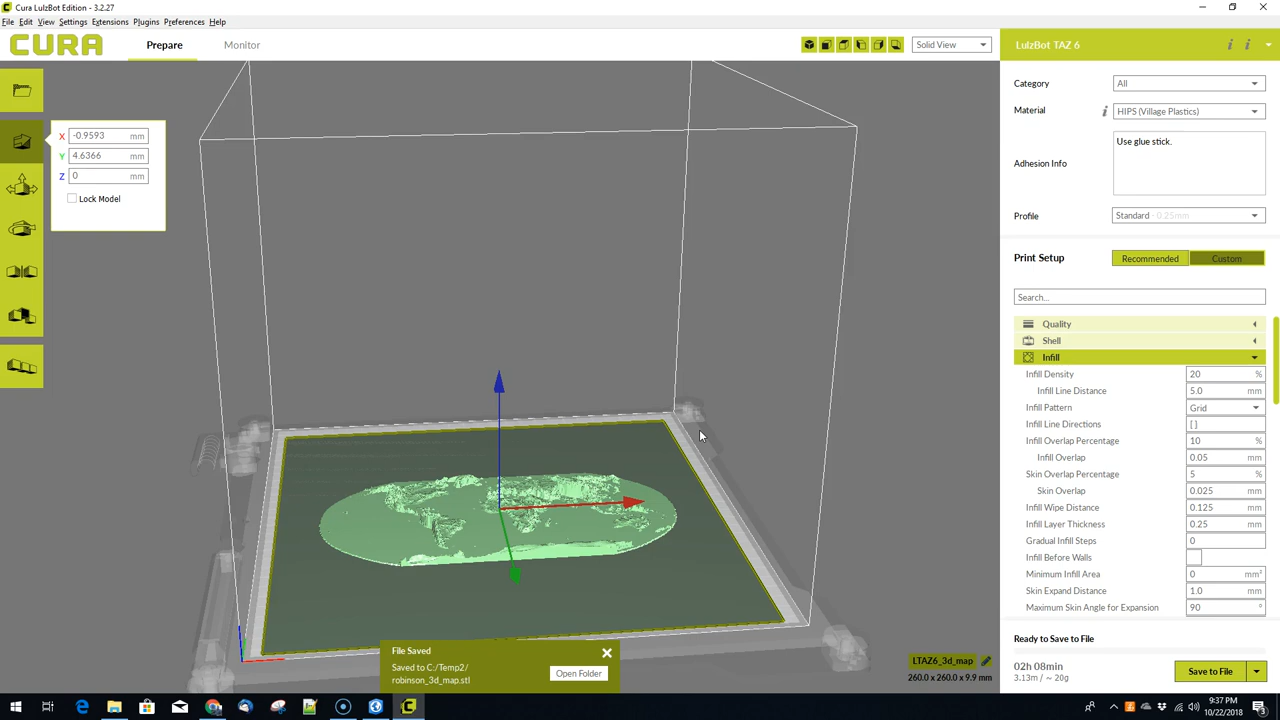 Cura LulzBot Edition - 3.2.27
File Edit View Settings Extensions Plugins Preferences Help
CURA Prepare Monitor Solid View
LulzBot TAZ 6
X -0.9593 mm
Y 4.6366 mm
Z 0 mm
Lock Model
Category All
Material HIPS (Village Plastics)
Adhesion Info Use glue stick.
Profile Standard - 0.25mm
Print Setup Recommended Custom
Search...
Quality
Shell
Infill
Infill Density 20 %
Infill Line Distance 5.0 mm
Infill Pattern Grid
Infill Line Directions [ ]
Infill Overlap Percentage 10 %
Infill Overlap 0.05 mm
Skin Overlap Percentage 5 %
Skin Overlap 0.025 mm
Infill Wipe Distance 0.125 mm
Infill Layer Thickness 0.25 mm
Gradual Infill Steps 0
Infill Before Walls
Minimum Infill Area 0 mm²
Skin Expand Distance 1.0 mm
Maximum Skin Angle for Expansion 90 °
File Saved
Saved to C:/Temp2/
robinson_3d_map.stl
Open Folder
LTAZ6_3d_map
260.0 x 260.0 x 9.9 mm
Ready to Save to File
02h 08min
3.13m / ~ 20g
Save to File
9:37 PM
10/22/2018